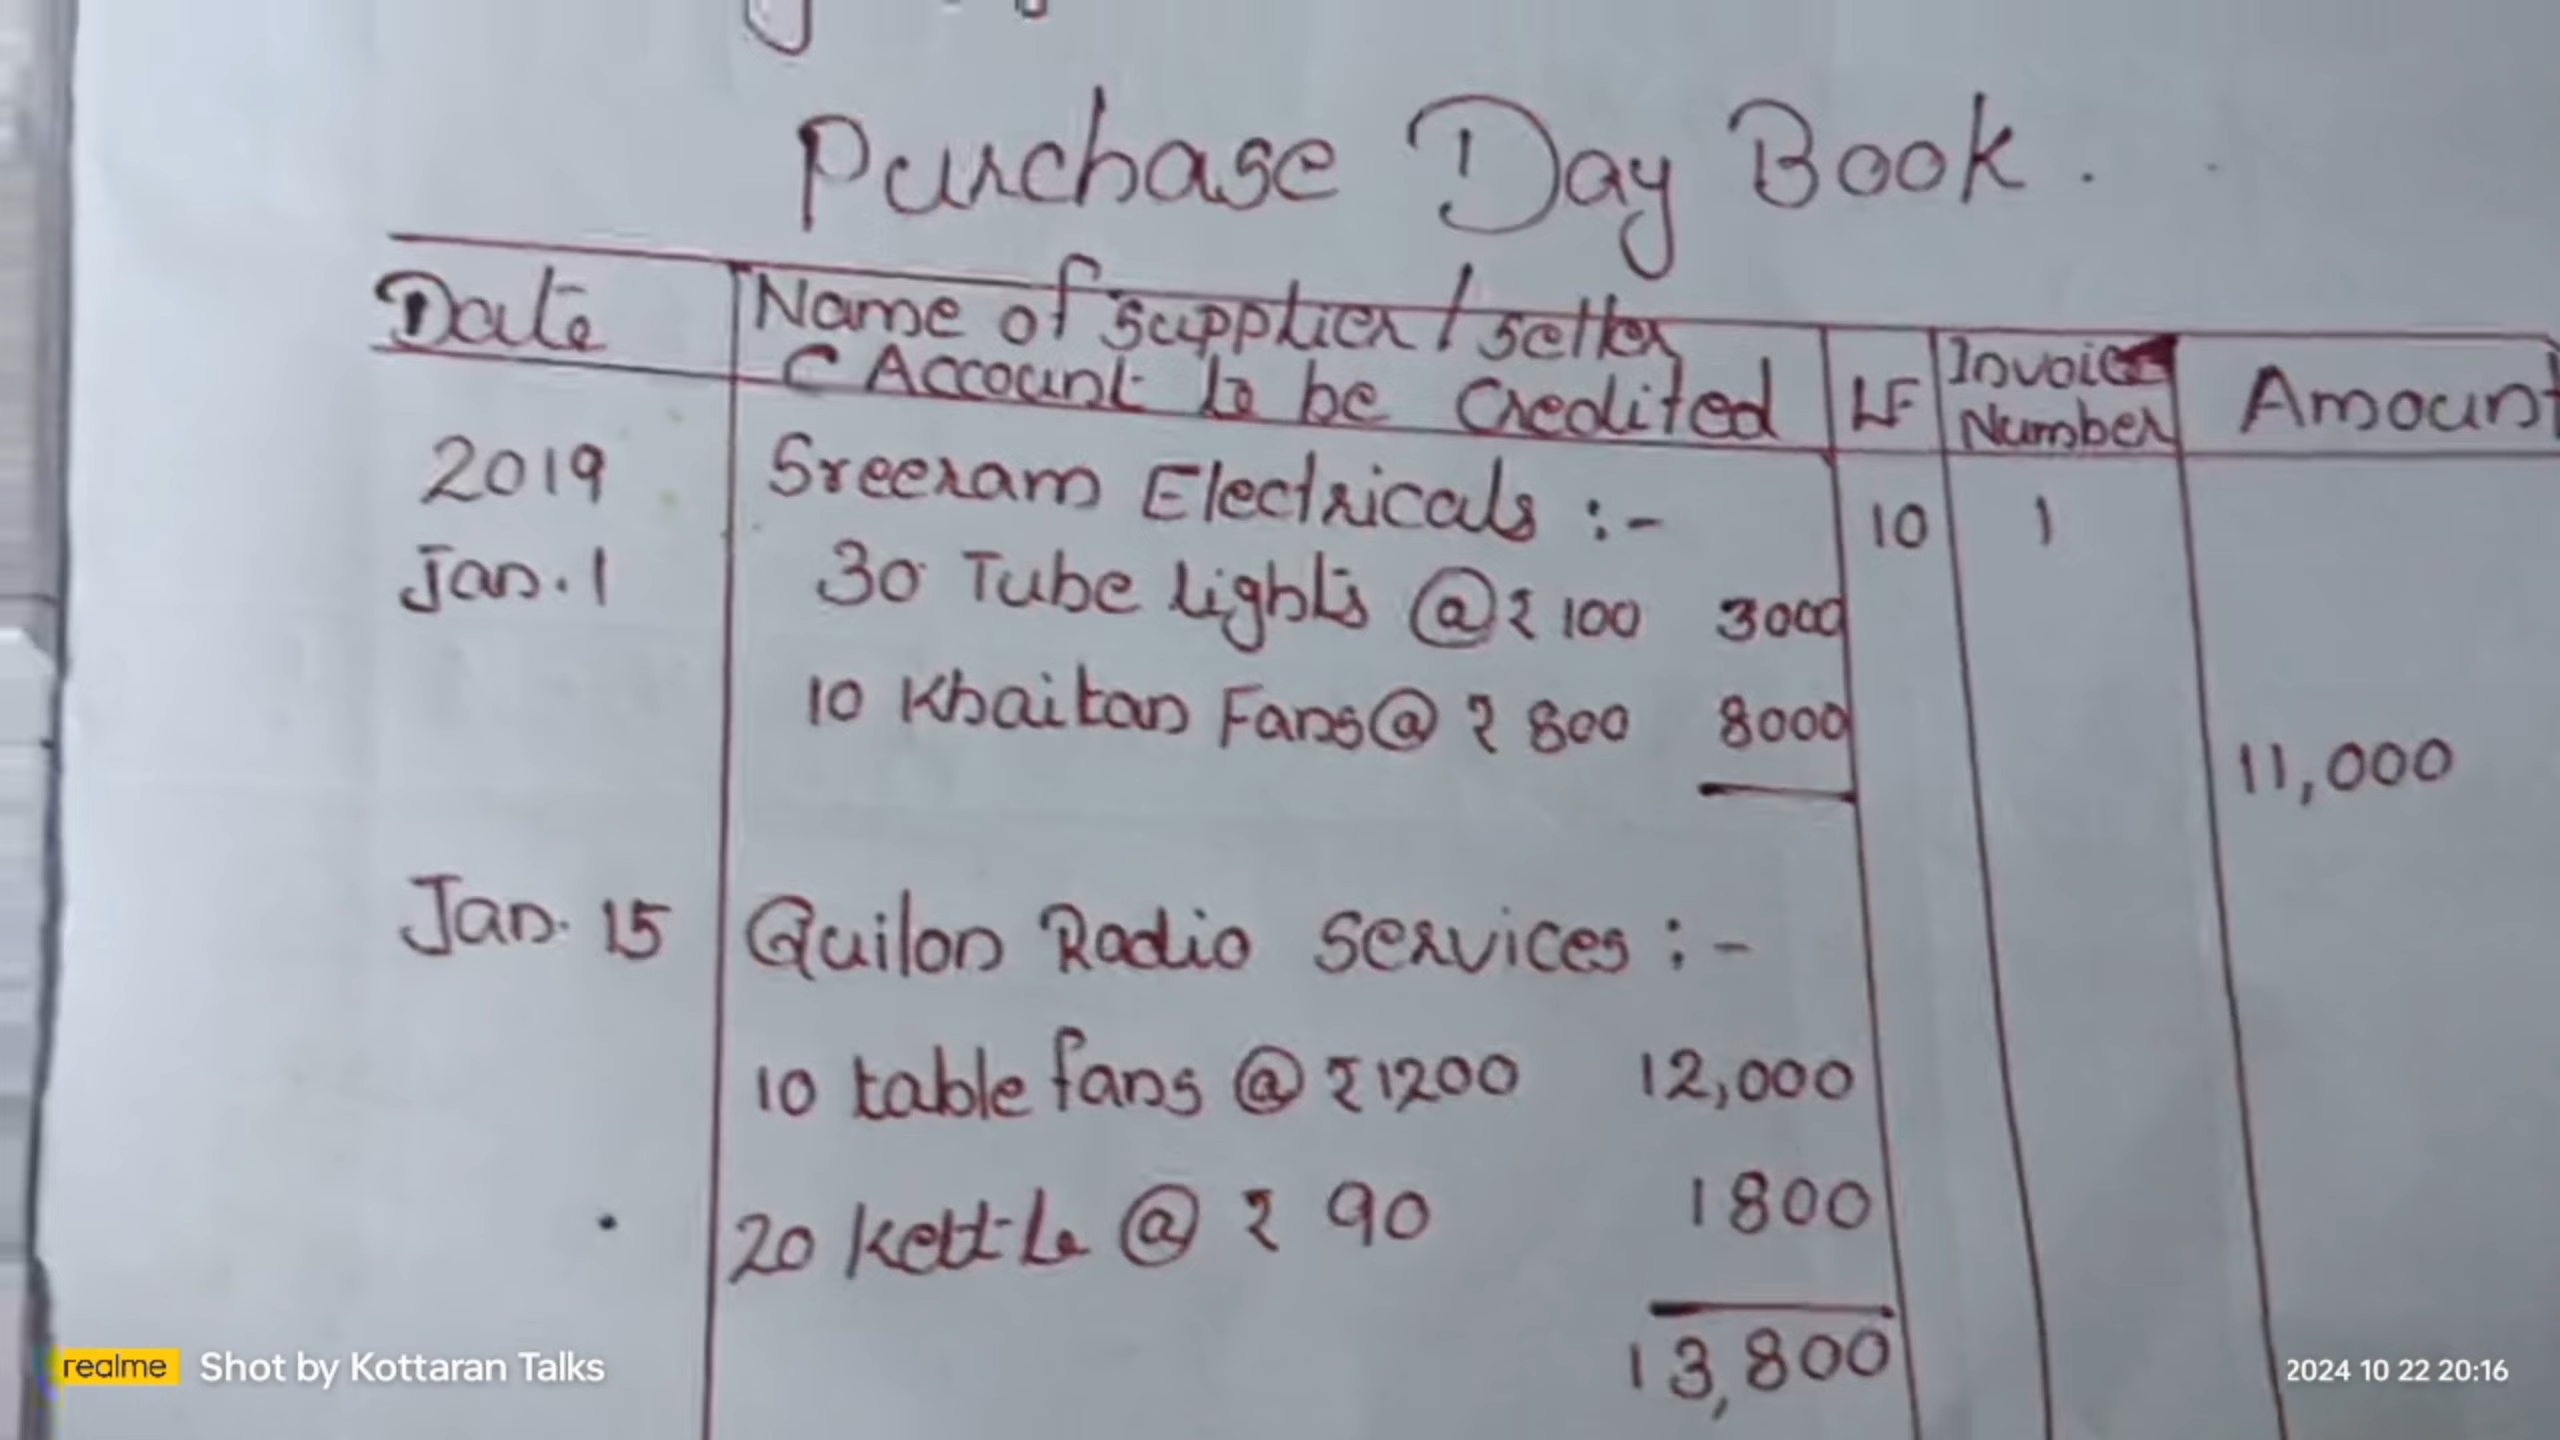 Purchase Day Book.
Date Name of supplier / seller
( Account to be credited LF Invoice Number Amount
2019 Sreeram Electricals :- 10 1
Jan. 1 30 Tube lights @ ₹ 100 3000
10 Khaitan Fans @ ₹ 800 8000
11,000
Jan. 15 Quilon Radio Services :-
10 table fans @ ₹1200 12,000
20 kettle @ ₹ 90 1800
13,800
realme Shot by Kottaran Talks 2024 10 22 20:16